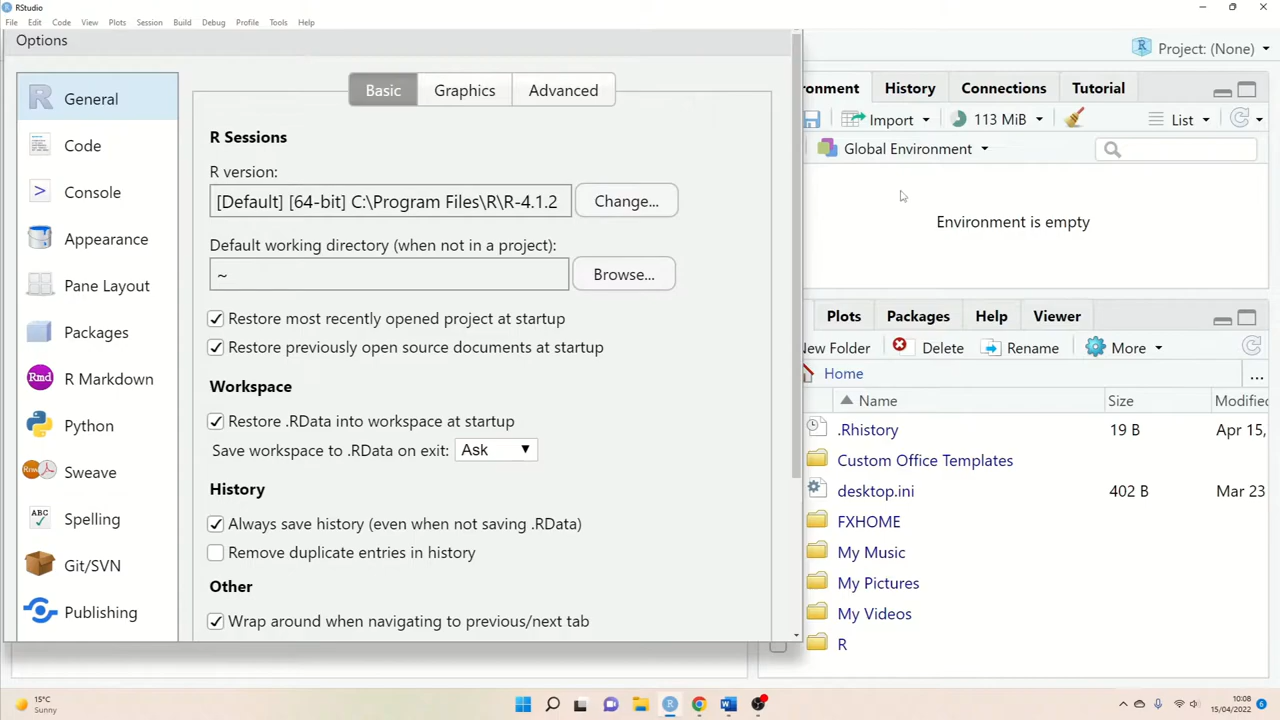 RStudio
File Edit Code View Plots Session Build Debug Profile Tools Help
Options
Project: (None)
General
Code
Console
Appearance
Pane Layout
Packages
R Markdown
Python
Sweave
Spelling
Git/SVN
Publishing
Basic Graphics Advanced
R Sessions
R version:
[Default] [64-bit] C:\Program Files\R\R-4.1.2
Change...
Default working directory (when not in a project):
~
Browse...
Restore most recently opened project at startup
Restore previously open source documents at startup
Workspace
Restore .RData into workspace at startup
Save workspace to .RData on exit: Ask
History
Always save history (even when not saving .RData)
Remove duplicate entries in history
Other
Wrap around when navigating to previous/next tab
ronment History Connections Tutorial
Import 113 MiB List
Global Environment
Environment is empty
Plots Packages Help Viewer
New Folder Delete Rename More
Home ...
Name Size Modified
.Rhistory 19 B Apr 15,
Custom Office Templates
desktop.ini 402 B Mar 23
FXHOME
My Music
My Pictures
My Videos
R
15°C
Sunny
10:08
15/04/2022